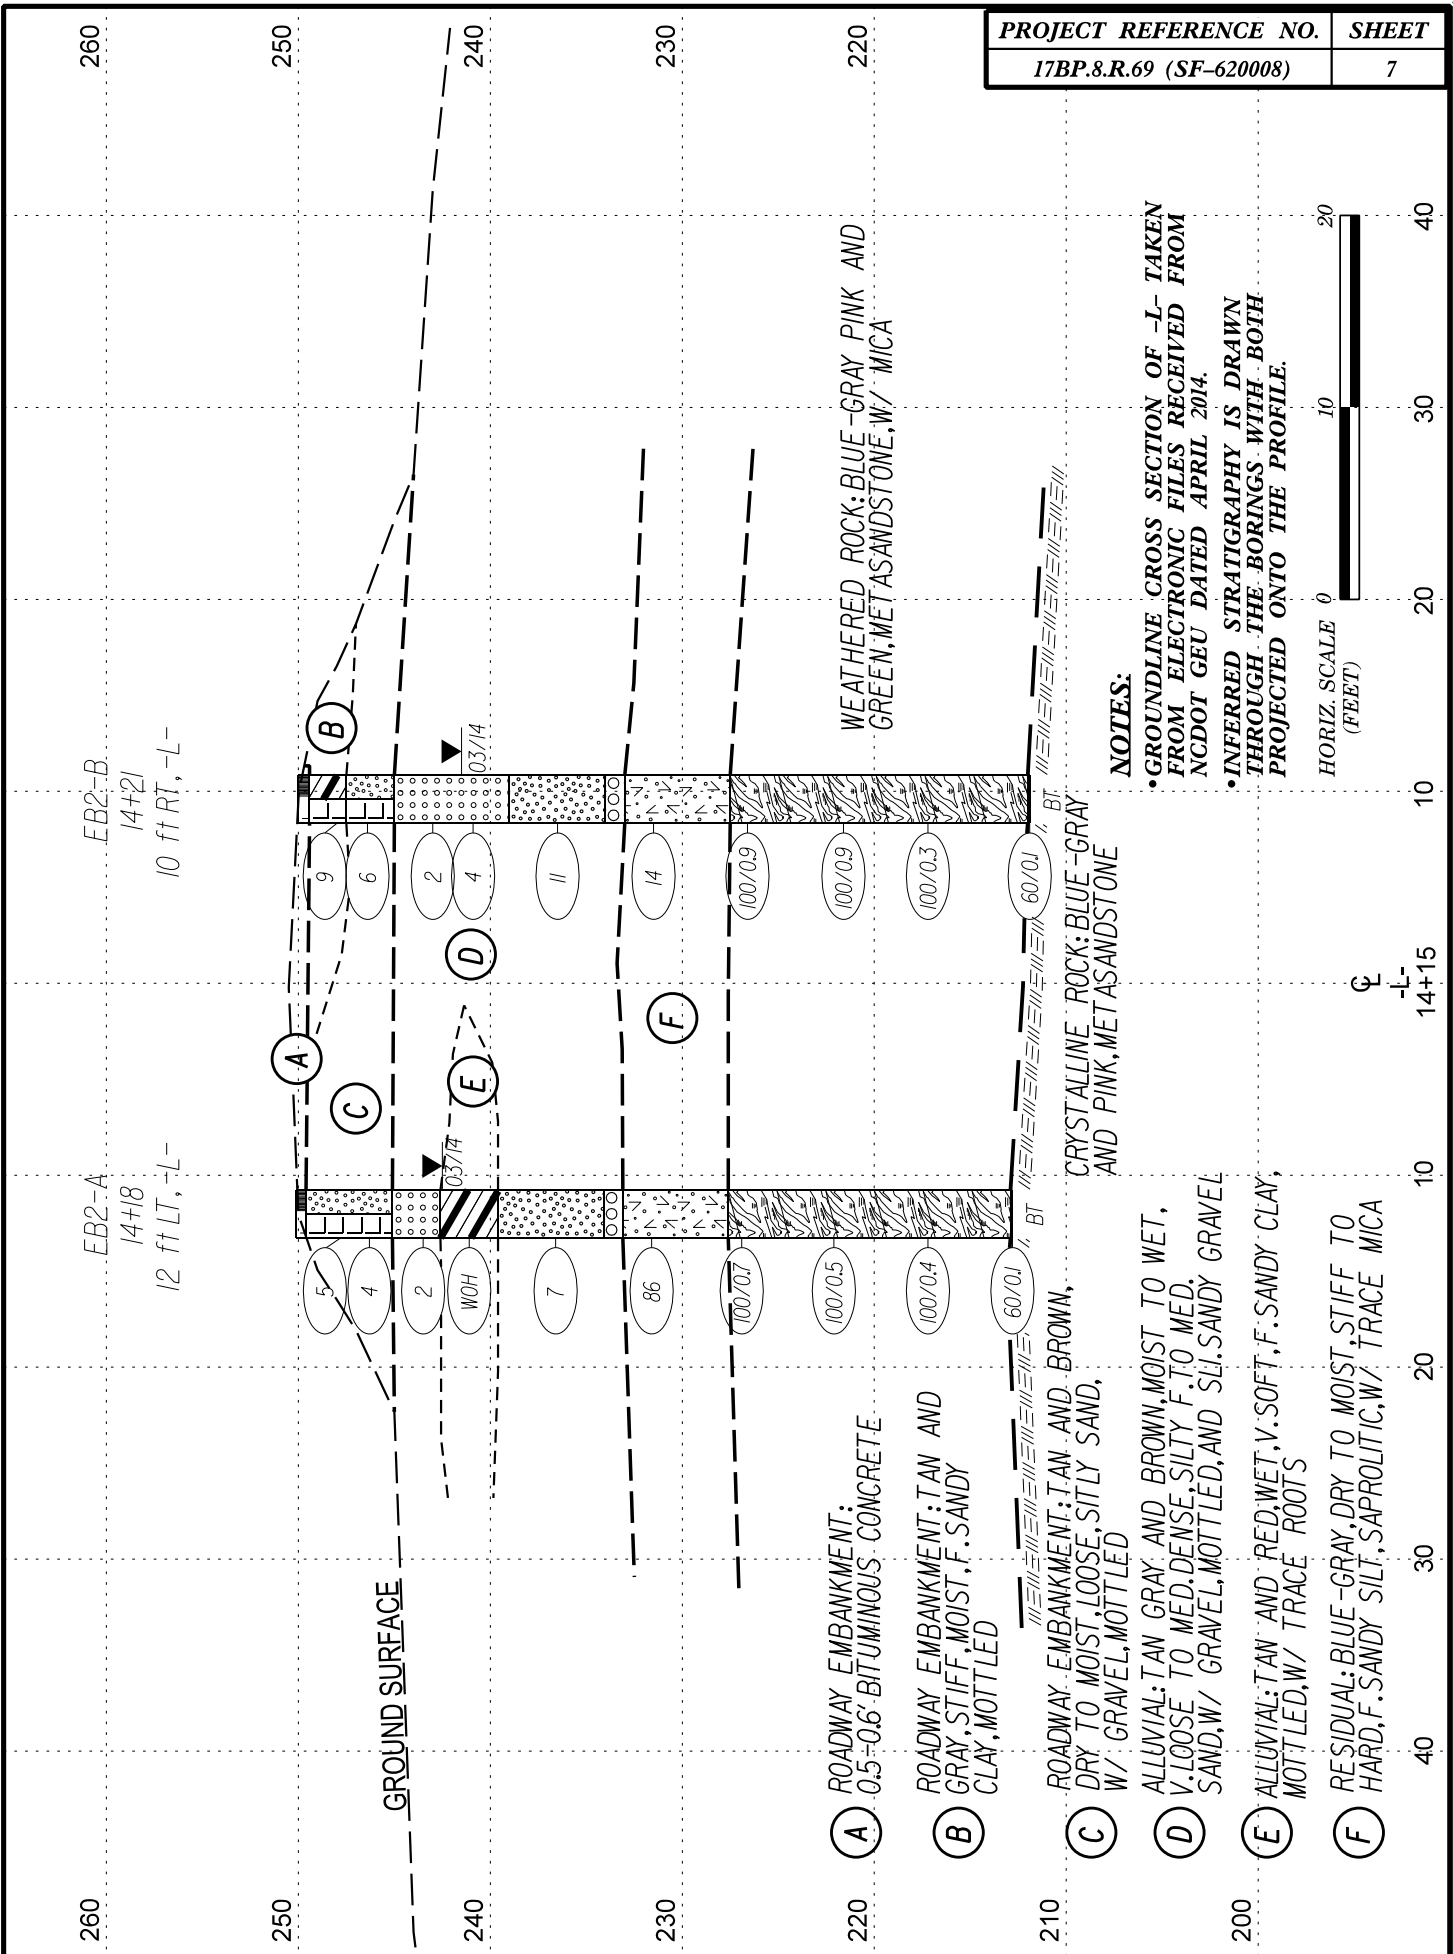 PROJECT REFERENCE NO.
SHEET
17BP.8.R.69 (SF–620008)
7
260
250
240
230
220
EB2-A
14+18
12 ft LT, -L-
EB2-B
14+21
10 ft RT, -L-
A
B
C
D
E
F
5
4
2
WOH
7
86
100/0.7
100/0.5
100/0.4
60/0.1
03/14
BT
9
6
2
4
11
14
100/0.9
100/0.9
100/0.3
60/0.1
03/14
BT
GROUND SURFACE
WEATHERED ROCK: BLUE-GRAY PINK AND
GREEN, METASANDSTONE, W/ MICA
CRYSTALLINE ROCK: BLUE-GRAY
AND PINK, METASANDSTONE
A
ROADWAY EMBANKMENT:
0.5-0.6' BITUMINOUS CONCRETE
B
ROADWAY EMBANKMENT: TAN AND
GRAY, STIFF, MOIST, F. SANDY
CLAY, MOTTLED
C
ROADWAY EMBANKMENT: TAN AND BROWN,
DRY TO MOIST, LOOSE, SITLY SAND,
W/ GRAVEL, MOTTLED
D
ALLUVIAL: TAN GRAY AND BROWN, MOIST TO WET,
V. LOOSE TO MED. DENSE, SILTY F. TO MED.
SAND, W/ GRAVEL, MOTTLED, AND SLI. SANDY GRAVEL
E
ALLUVIAL: TAN AND RED, WET, V. SOFT, F. SANDY CLAY,
MOTTLED, W/ TRACE ROOTS
F
RESIDUAL: BLUE-GRAY, DRY TO MOIST, STIFF TO
HARD, F. SANDY SILT, SAPROLITIC, W/ TRACE MICA
NOTES:
•GROUNDLINE CROSS SECTION OF -L- TAKEN
FROM ELECTRONIC FILES RECEIVED FROM
NCDOT GEU DATED APRIL 2014.
•INFERRED STRATIGRAPHY IS DRAWN
THROUGH THE BORINGS WITH BOTH
PROJECTED ONTO THE PROFILE.
HORIZ. SCALE 0 10 20
(FEET)
260
250
240
230
220
210
200
40
30
20
10
℄
-L-
14+15
10
20
30
40